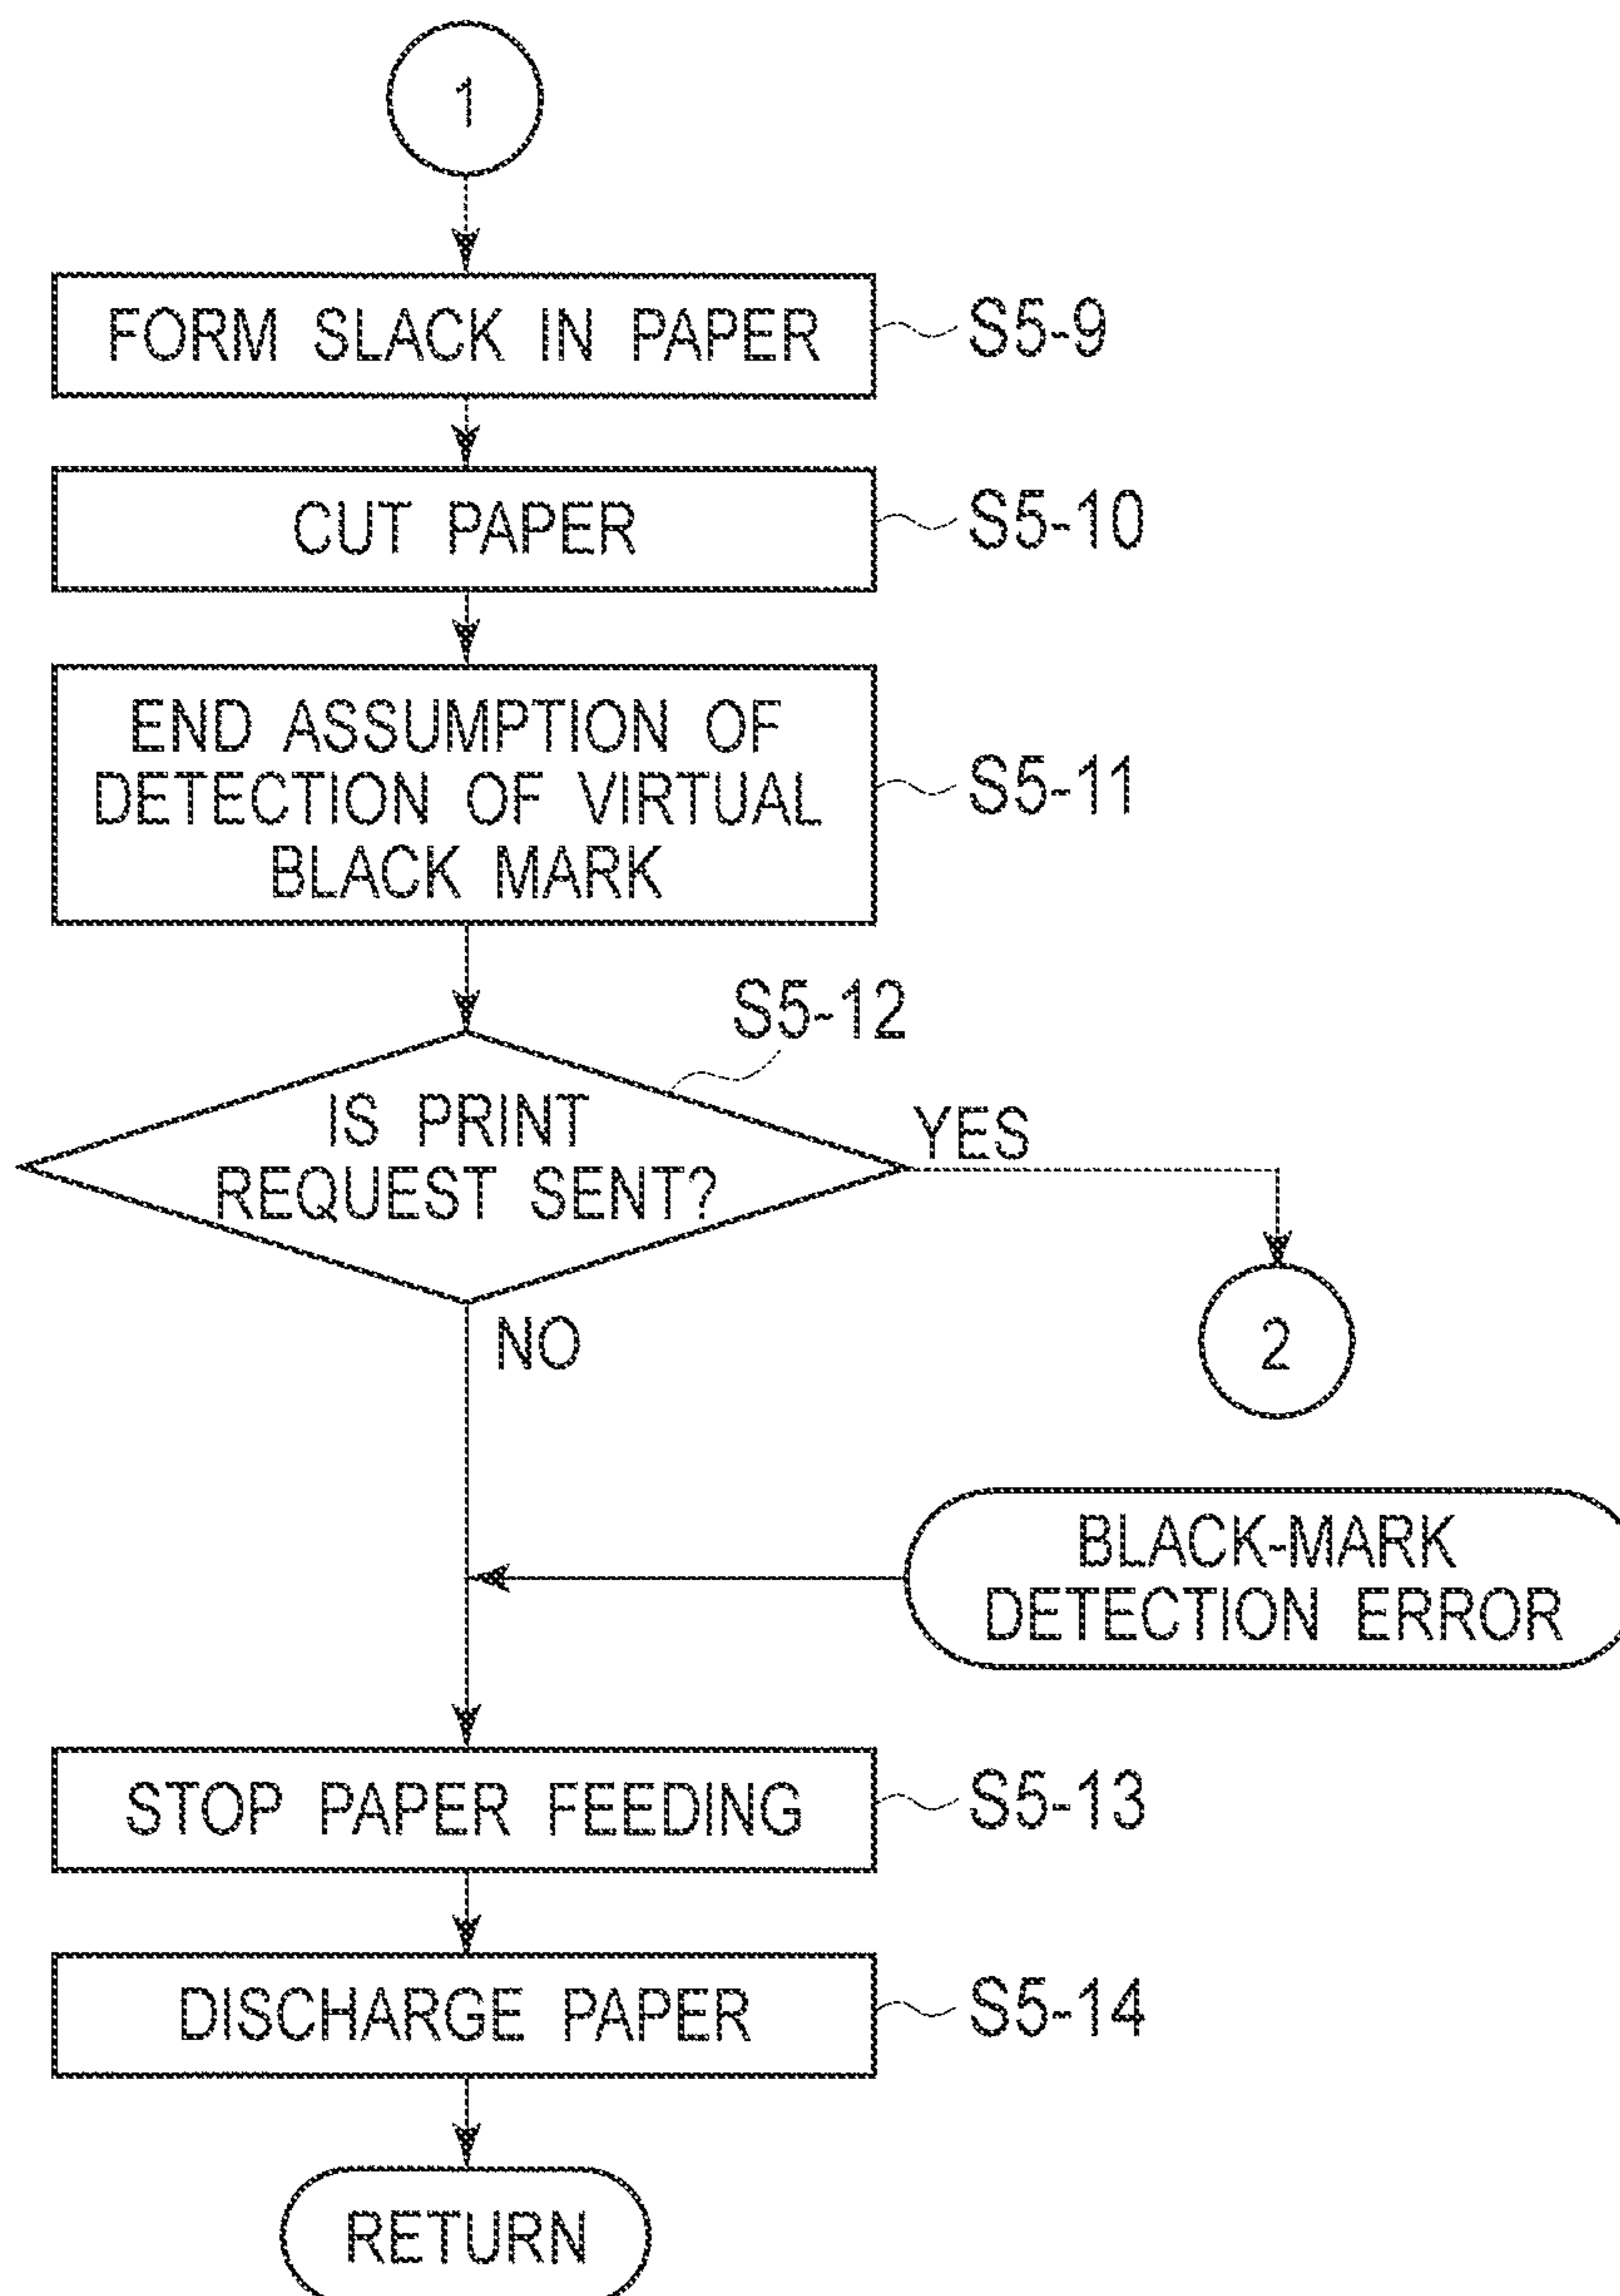 1
FORM SLACK IN PAPER
S5-9
CUT PAPER
S5-10
END ASSUMPTION OF
DETECTION OF VIRTUAL
BLACK MARK
S5-11
S5-12
IS PRINT
REQUEST SENT?
YES
NO
2
BLACK-MARK
DETECTION ERROR
STOP PAPER FEEDING
S5-13
DISCHARGE PAPER
S5-14
RETURN